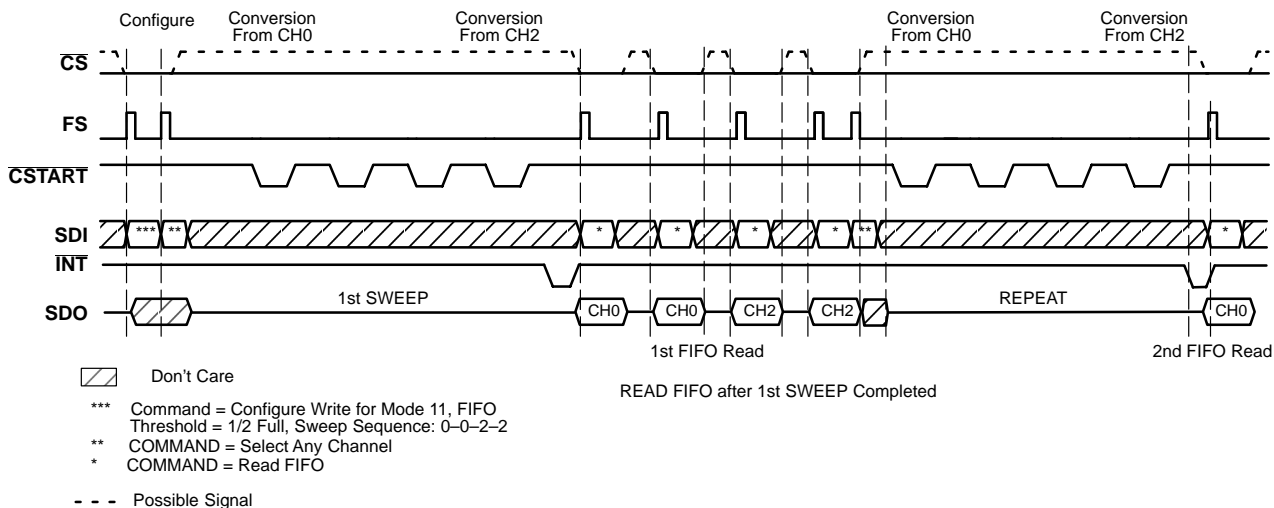 Configure
Conversion
From CH0
Conversion
From CH2
Conversion
From CH0
Conversion
From CH2
CS
FS
CSTART
SDI
*** ** * * * * ** *
INT
1st SWEEP
REPEAT
SDO
CH0 CH0 CH2 CH2 CH0
1st FIFO Read
2nd FIFO Read
Don't Care
READ FIFO after 1st SWEEP Completed
*** Command = Configure Write for Mode 11, FIFO
Threshold = 1/2 Full, Sweep Sequence: 0–0–2–2
** COMMAND = Select Any Channel
* COMMAND = Read FIFO
Possible Signal